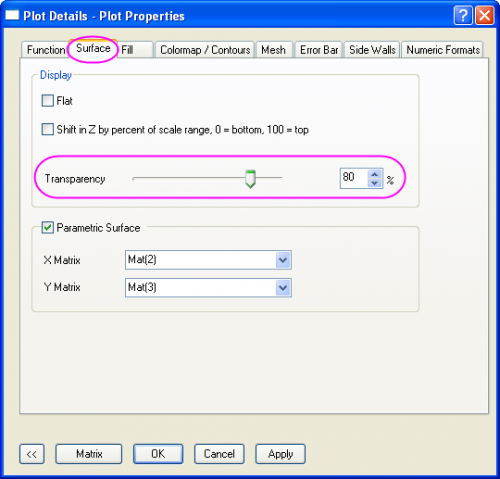 Plot Details - Plot Properties
Function Surface Fill Colormap / Contours Mesh Error Bar Side Walls Numeric Formats
Display
Flat
Shift in Z by percent of scale range, 0 = bottom, 100 = top
Transparency 80 %
Parametric Surface
X Matrix Mat(2)
Y Matrix Mat(3)
<< Matrix OK Cancel Apply